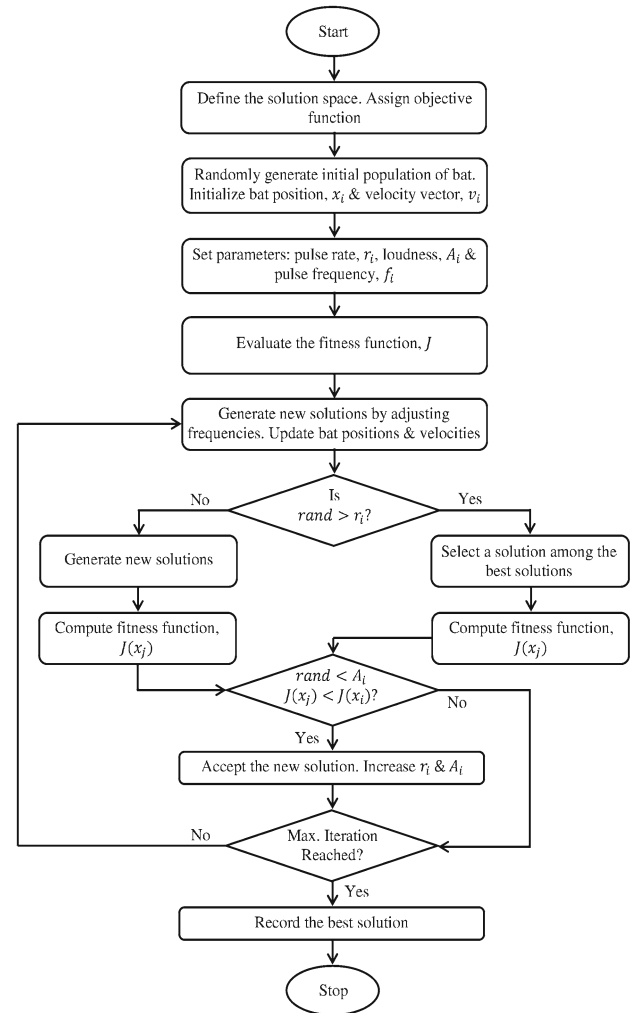 Start
Define the solution space. Assign objective
function
Randomly generate initial population of bat.
Initialize bat position, xᵢ & velocity vector, vᵢ
Set parameters: pulse rate, rᵢ, loudness, Aᵢ &
pulse frequency, fᵢ
Evaluate the fitness function, J
Generate new solutions by adjusting
frequencies. Update bat positions & velocities
Is
rand > rᵢ?
No
Yes
Generate new solutions
Select a solution among the
best solutions
Compute fitness function,
J(xⱼ)
Compute fitness function,
J(xⱼ)
rand < Aᵢ
J(xⱼ) < J(xᵢ)?
No
Yes
Accept the new solution. Increase rᵢ & Aᵢ
Max. Iteration
Reached?
No
Yes
Record the best solution
Stop